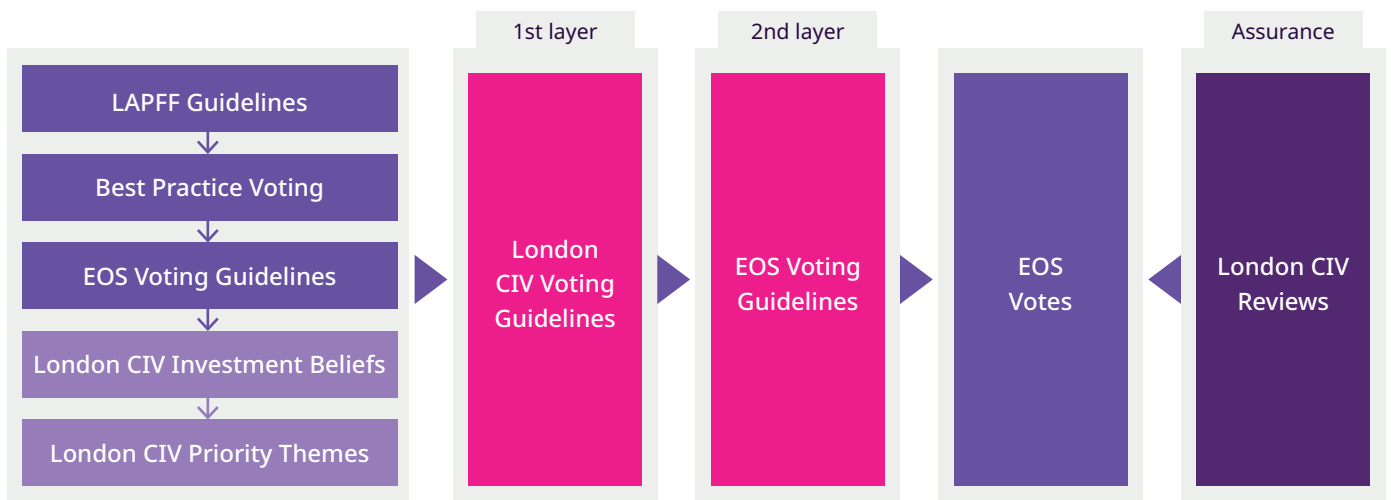 LAPFF Guidelines
Best Practice Voting
EOS Voting Guidelines
London CIV Investment Beliefs
London CIV Priority Themes
1st layer
London
CIV Voting
Guidelines
2nd layer
EOS Voting
Guidelines
EOS
Votes
Assurance
London CIV
Reviews